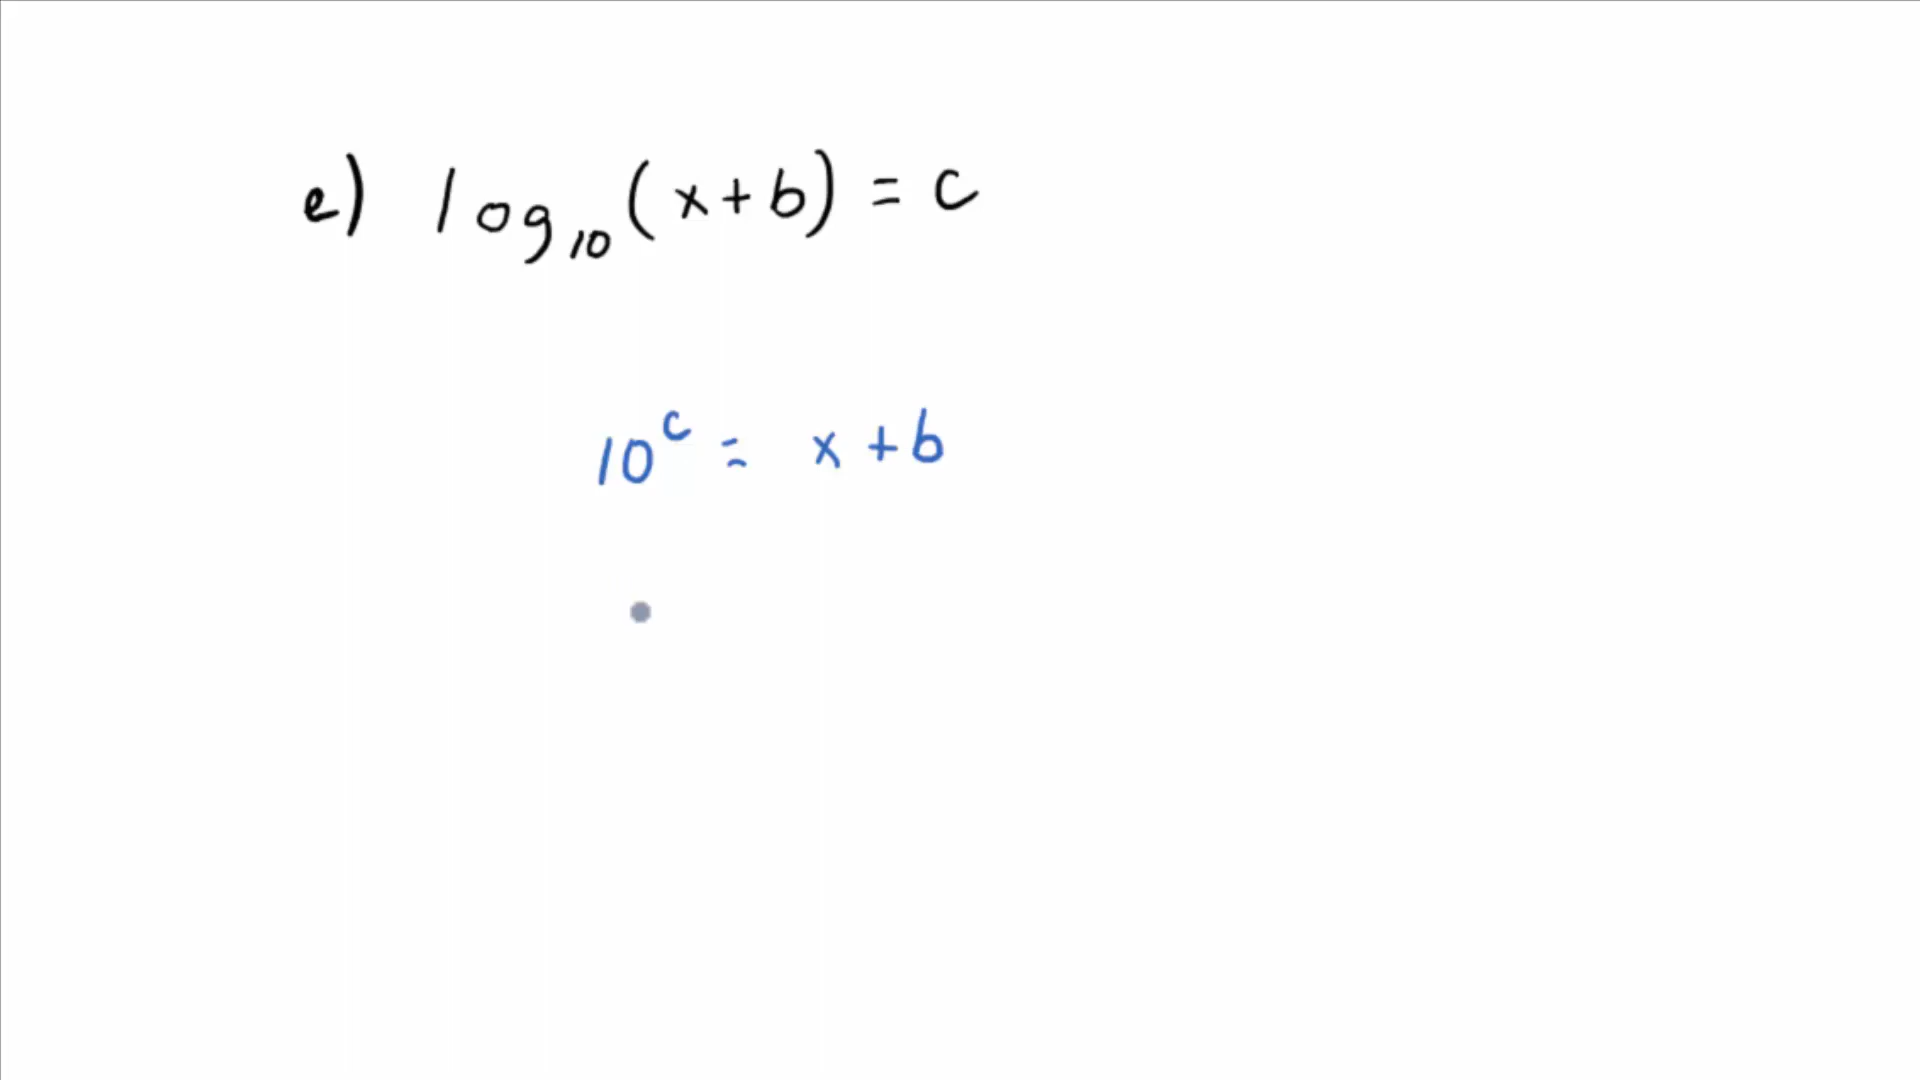 e) log₁₀(x+b) = c
10ᶜ = x+b